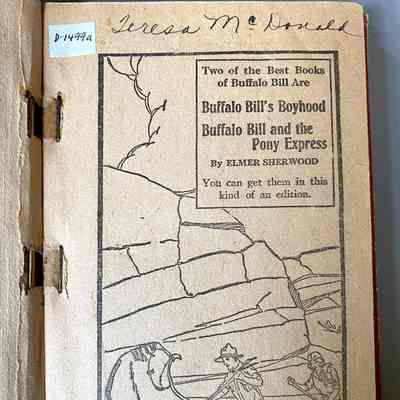 Teresa McDonald
D-1499a
Two of the Best Books
of Buffalo Bill Are
Buffalo Bill's Boyhood
Buffalo Bill and the
Pony Express
By ELMER SHERWOOD
You can get them in this
kind of an edition.